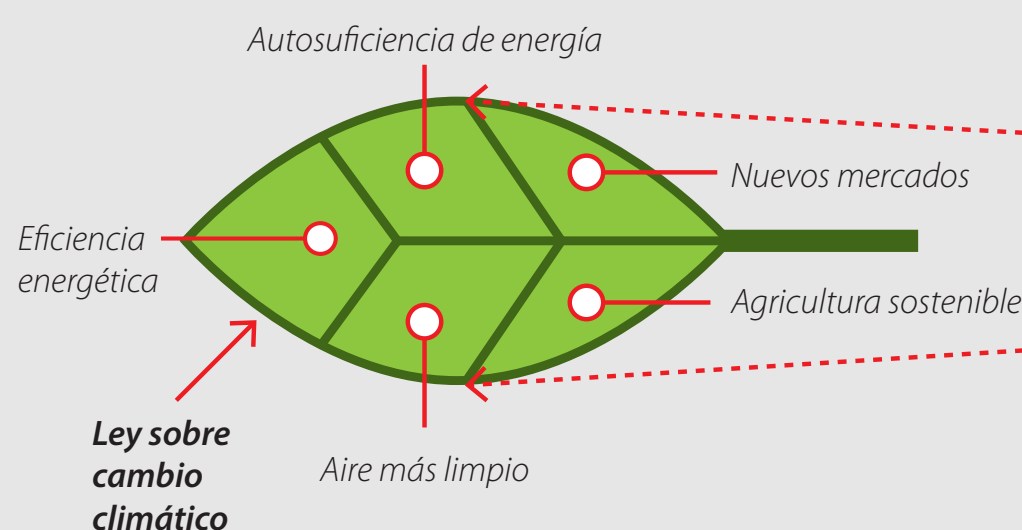 Autosuficiencia de energía
Nuevos mercados
Eficiencia
energética
Agricultura sostenible
Ley sobre
cambio
climático
Aire más limpio